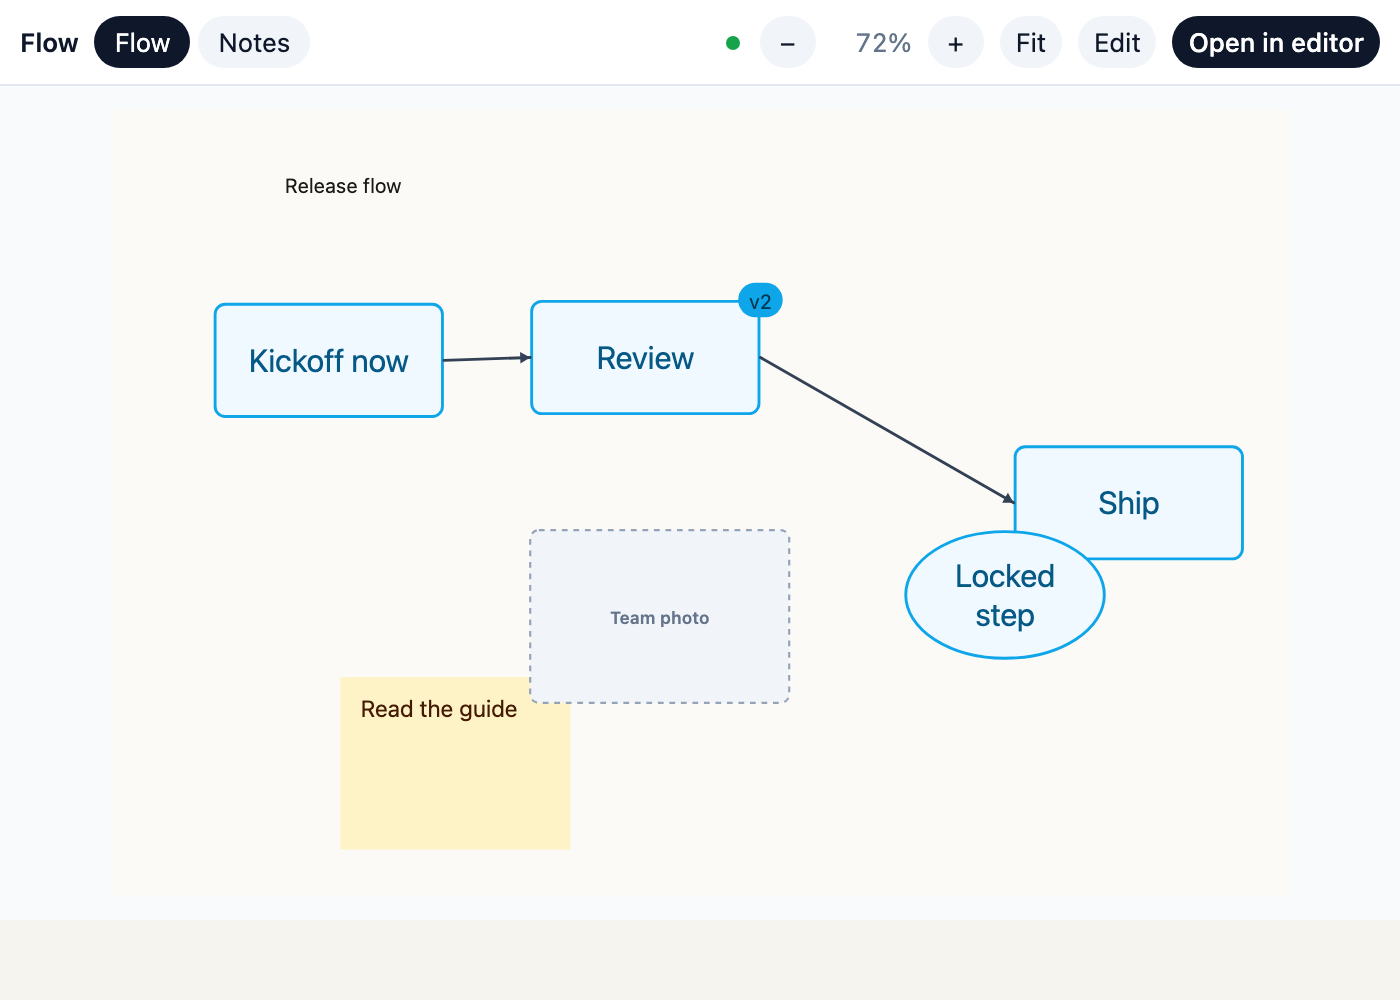 Flow Flow Notes – 72% + Fit Edit Open in editor
Release flow
v2
Kickoff now
Review
Ship
Locked
step
Team photo
Read the guide